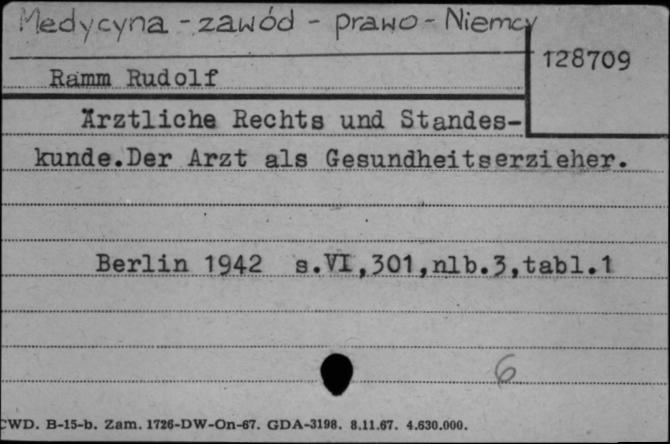 Medycyna - zawód - prawo - Niemcy
128709
Ramm Rudolf
Ärztliche Rechts und Standes-
kunde.Der Arzt als Gesundheitserzieher.
Berlin 1942 s.VI,301,nlb.3,tabl.1
6
CWD. B-15-b. Zam. 1726-DW-On-67. GDA-3198. 8.11.67. 4.630.000.